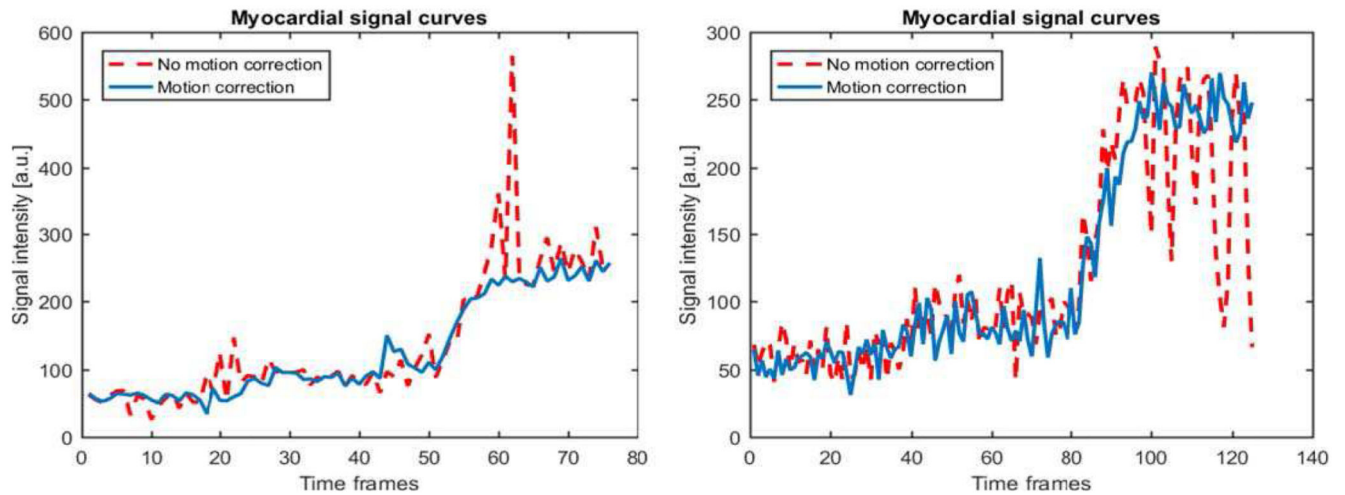 Myocardial signal curves
No motion correction
Motion correction
Signal intensity [a.u.]
600
500
400
300
200
100
0
0 10 20 30 40 50 60 70 80
Time frames
Myocardial signal curves
No motion correction
Motion correction
Signal intensity [a.u.]
300
250
200
150
100
50
0
0 20 40 60 80 100 120 140
Time frames